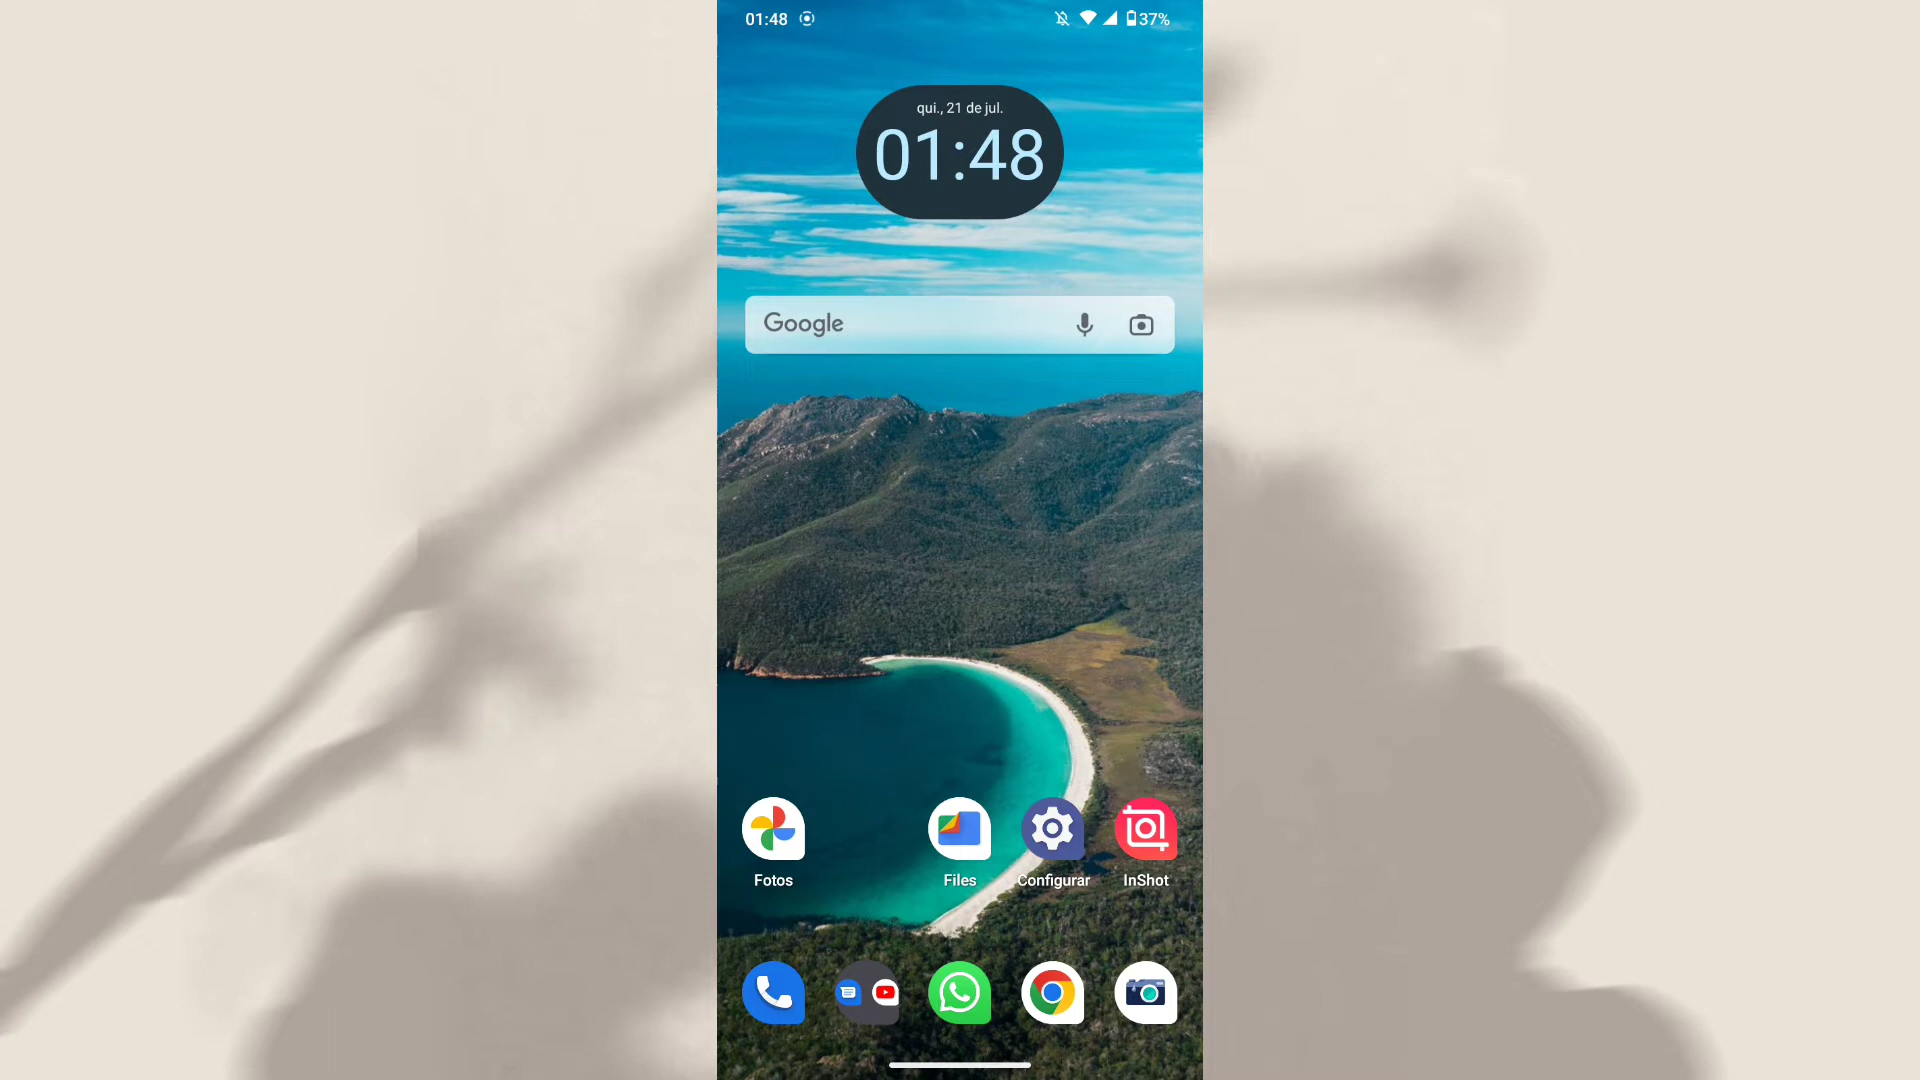 01:48
37%
qui., 21 de jul.
01:48
Google
Fotos
Files
Configurar
InShot